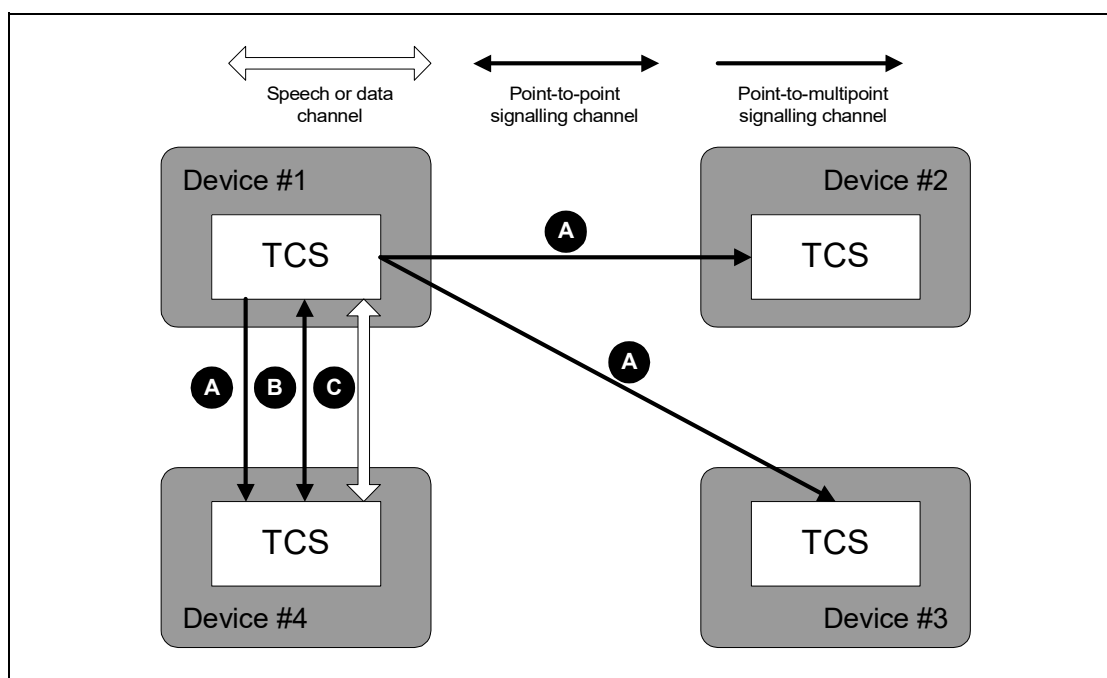 Speech or data
channel
Point-to-point
signalling channel
Point-to-multipoint
signalling channel
Device #1
TCS
Device #2
TCS
A
A
A
B
C
TCS
Device #4
TCS
Device #3